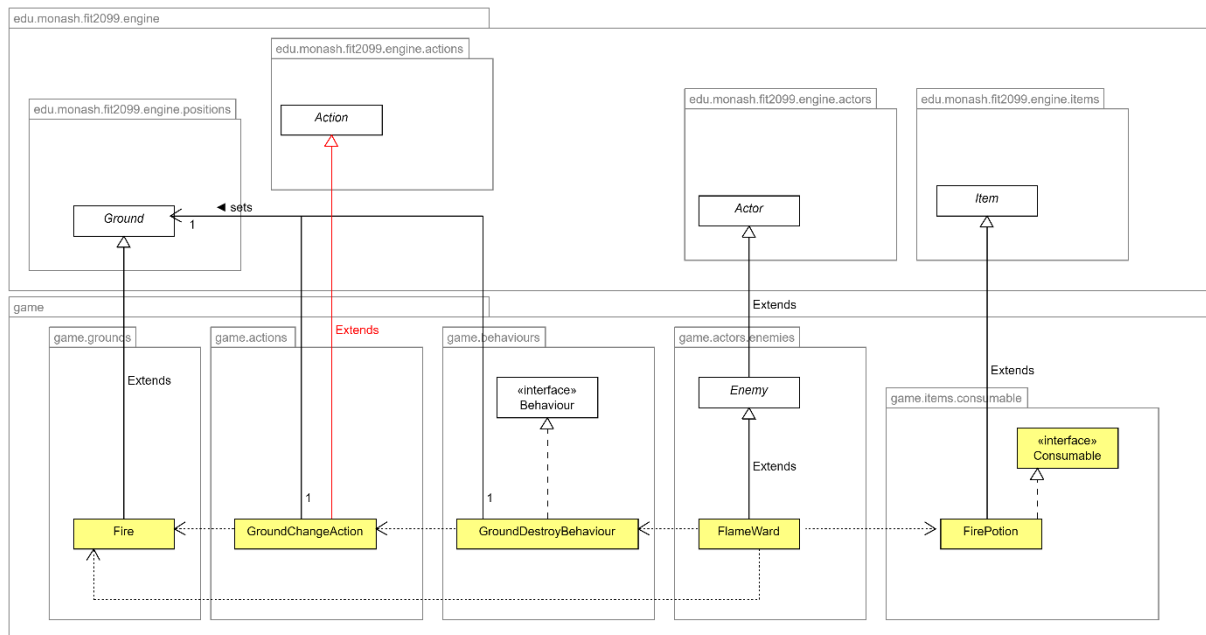 edu.monash.fit2099.engine
edu.monash.fit2099.engine.actions
edu.monash.fit2099.engine.positions
edu.monash.fit2099.engine.actors
edu.monash.fit2099.engine.items
Action
Ground
◄ sets
1
Actor
Item
Extends
game
game.grounds
game.actions
Extends
game.behaviours
game.actors.enemies
Extends
Extends
«interface»
Behaviour
Enemy
game.items.consumable
«interface»
Consumable
Extends
1
1
Fire
GroundChangeAction
GroundDestroyBehaviour
FlameWard
FirePotion